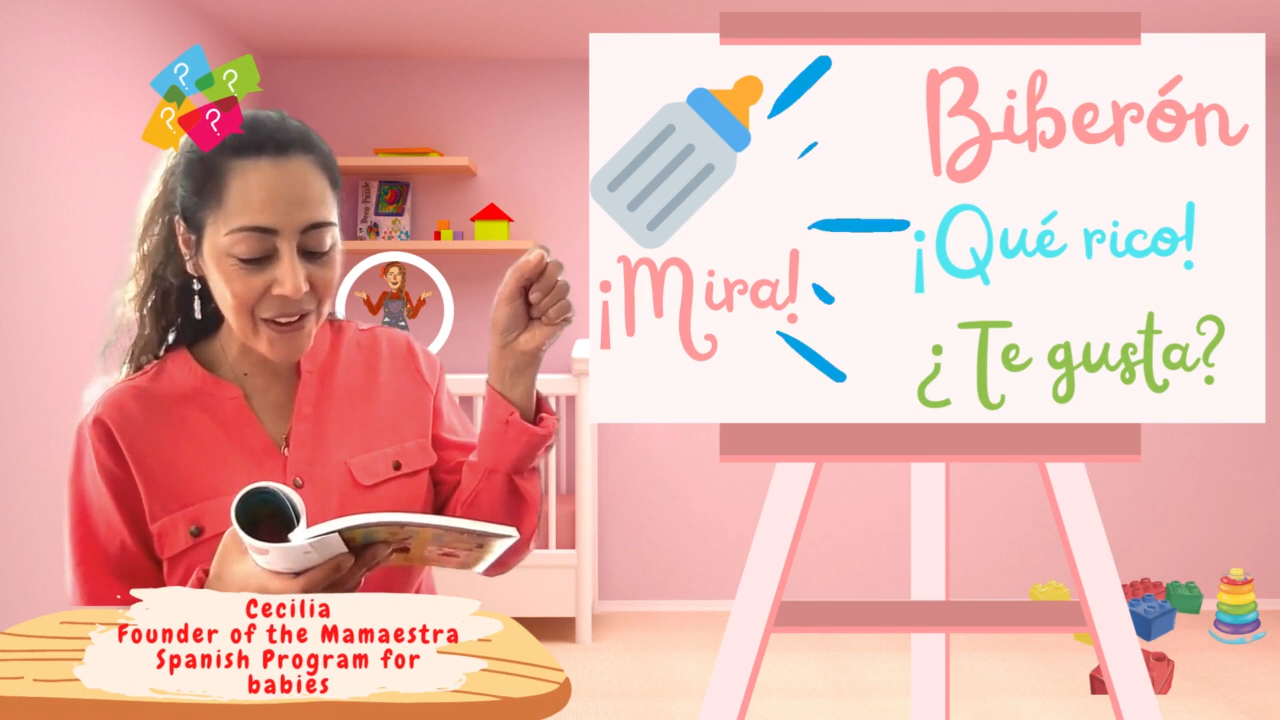 ? ? ? ?
Biberón
¡Qué rico!
¡Mira!
¿Te gusta?
Cecilia
Founder of the Mamaestra
Spanish Program for
babies